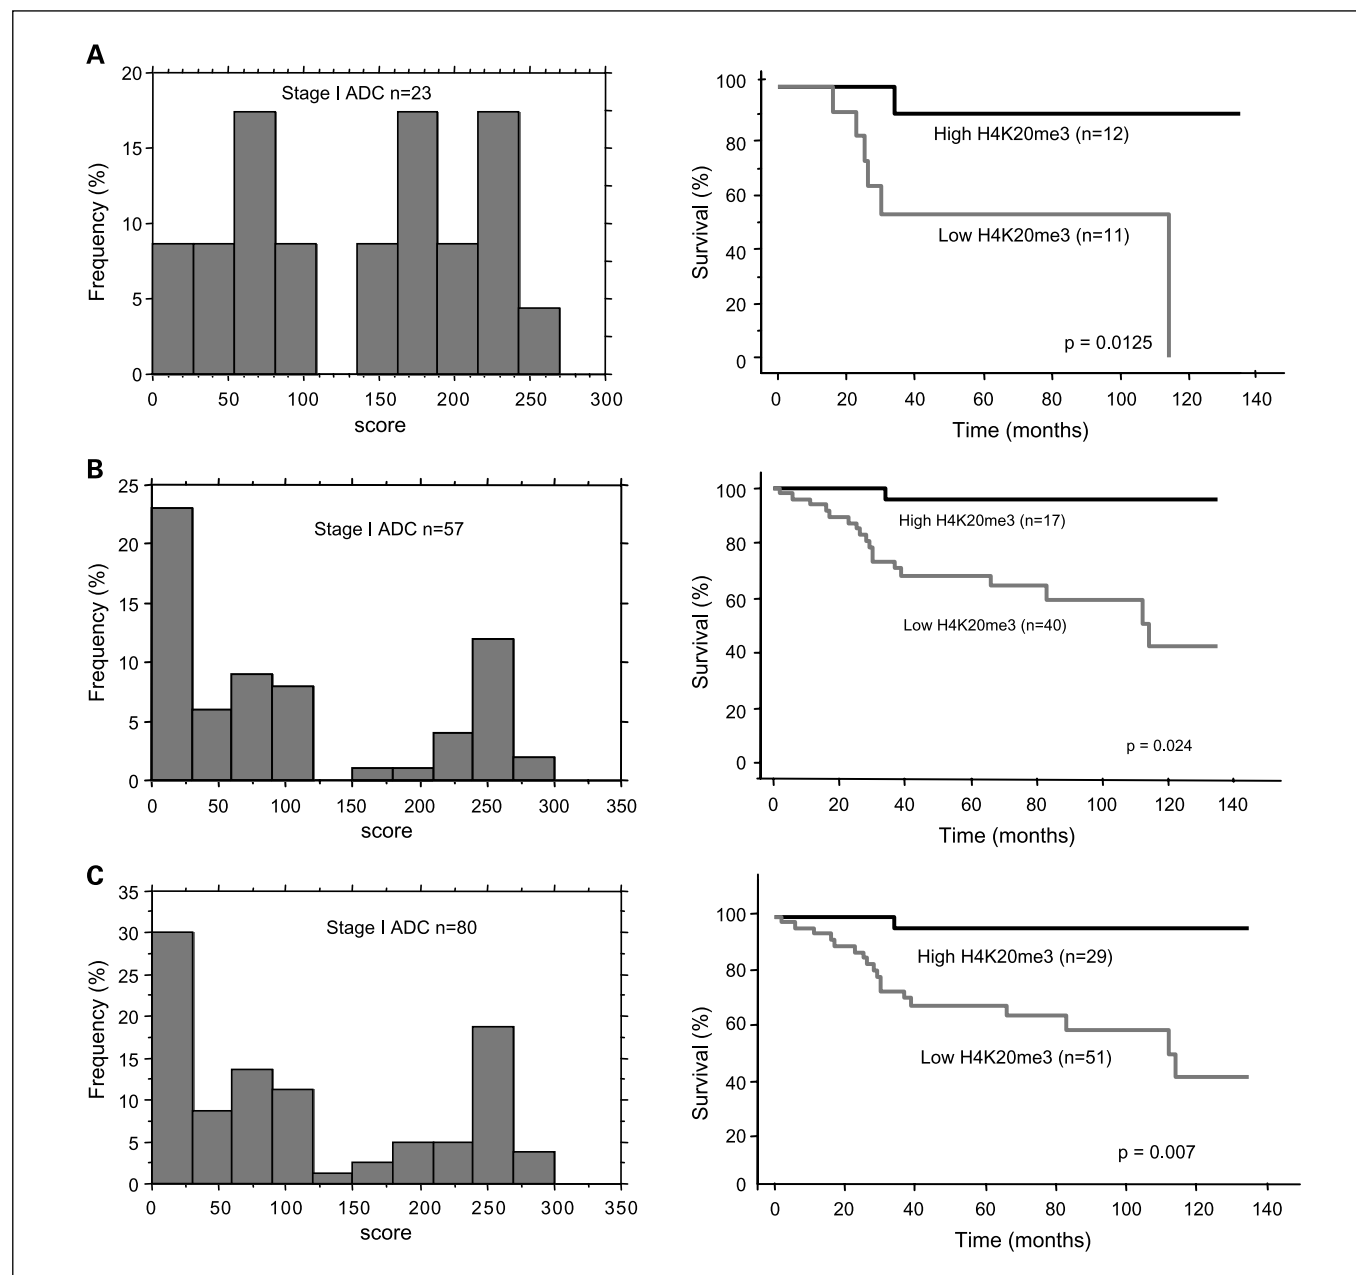 A
Stage I ADC n=23
Frequency (%)
20
15
10
5
0
0 50 100 150 200 250 300
score
Survival (%)
100
80
60
40
20
0
High H4K20me3 (n=12)
Low H4K20me3 (n=11)
p = 0.0125
0 20 40 60 80 100 120 140
Time (months)
B
Stage I ADC n=57
Frequency (%)
25
20
15
10
5
0
0 50 100 150 200 250 300 350
score
Survival (%)
100
80
60
40
20
0
High H4K20me3 (n=17)
Low H4K20me3 (n=40)
p = 0.024
0 20 40 60 80 100 120 140
Time (months)
C
Stage I ADC n=80
Frequency (%)
35
30
25
20
15
10
5
0
0 50 100 150 200 250 300 350
score
Survival (%)
100
80
60
40
20
0
High H4K20me3 (n=29)
Low H4K20me3 (n=51)
p = 0.007
0 20 40 60 80 100 120 140
Time (months)